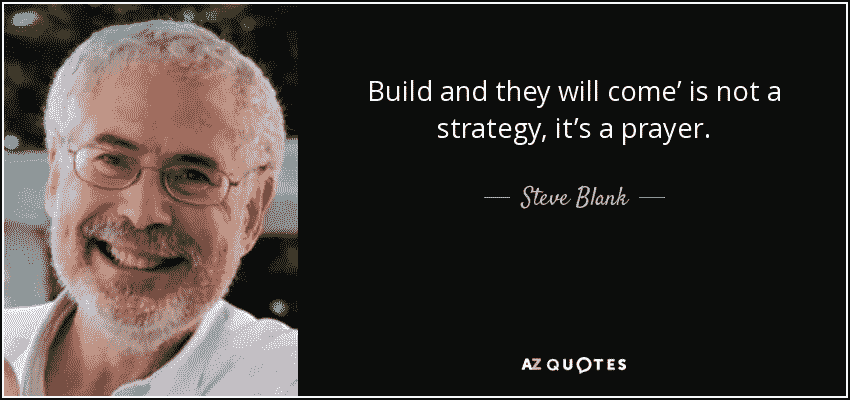 Build and they will come’ is not a
strategy, it’s a prayer.
Steve Blank
AZ QUOTES